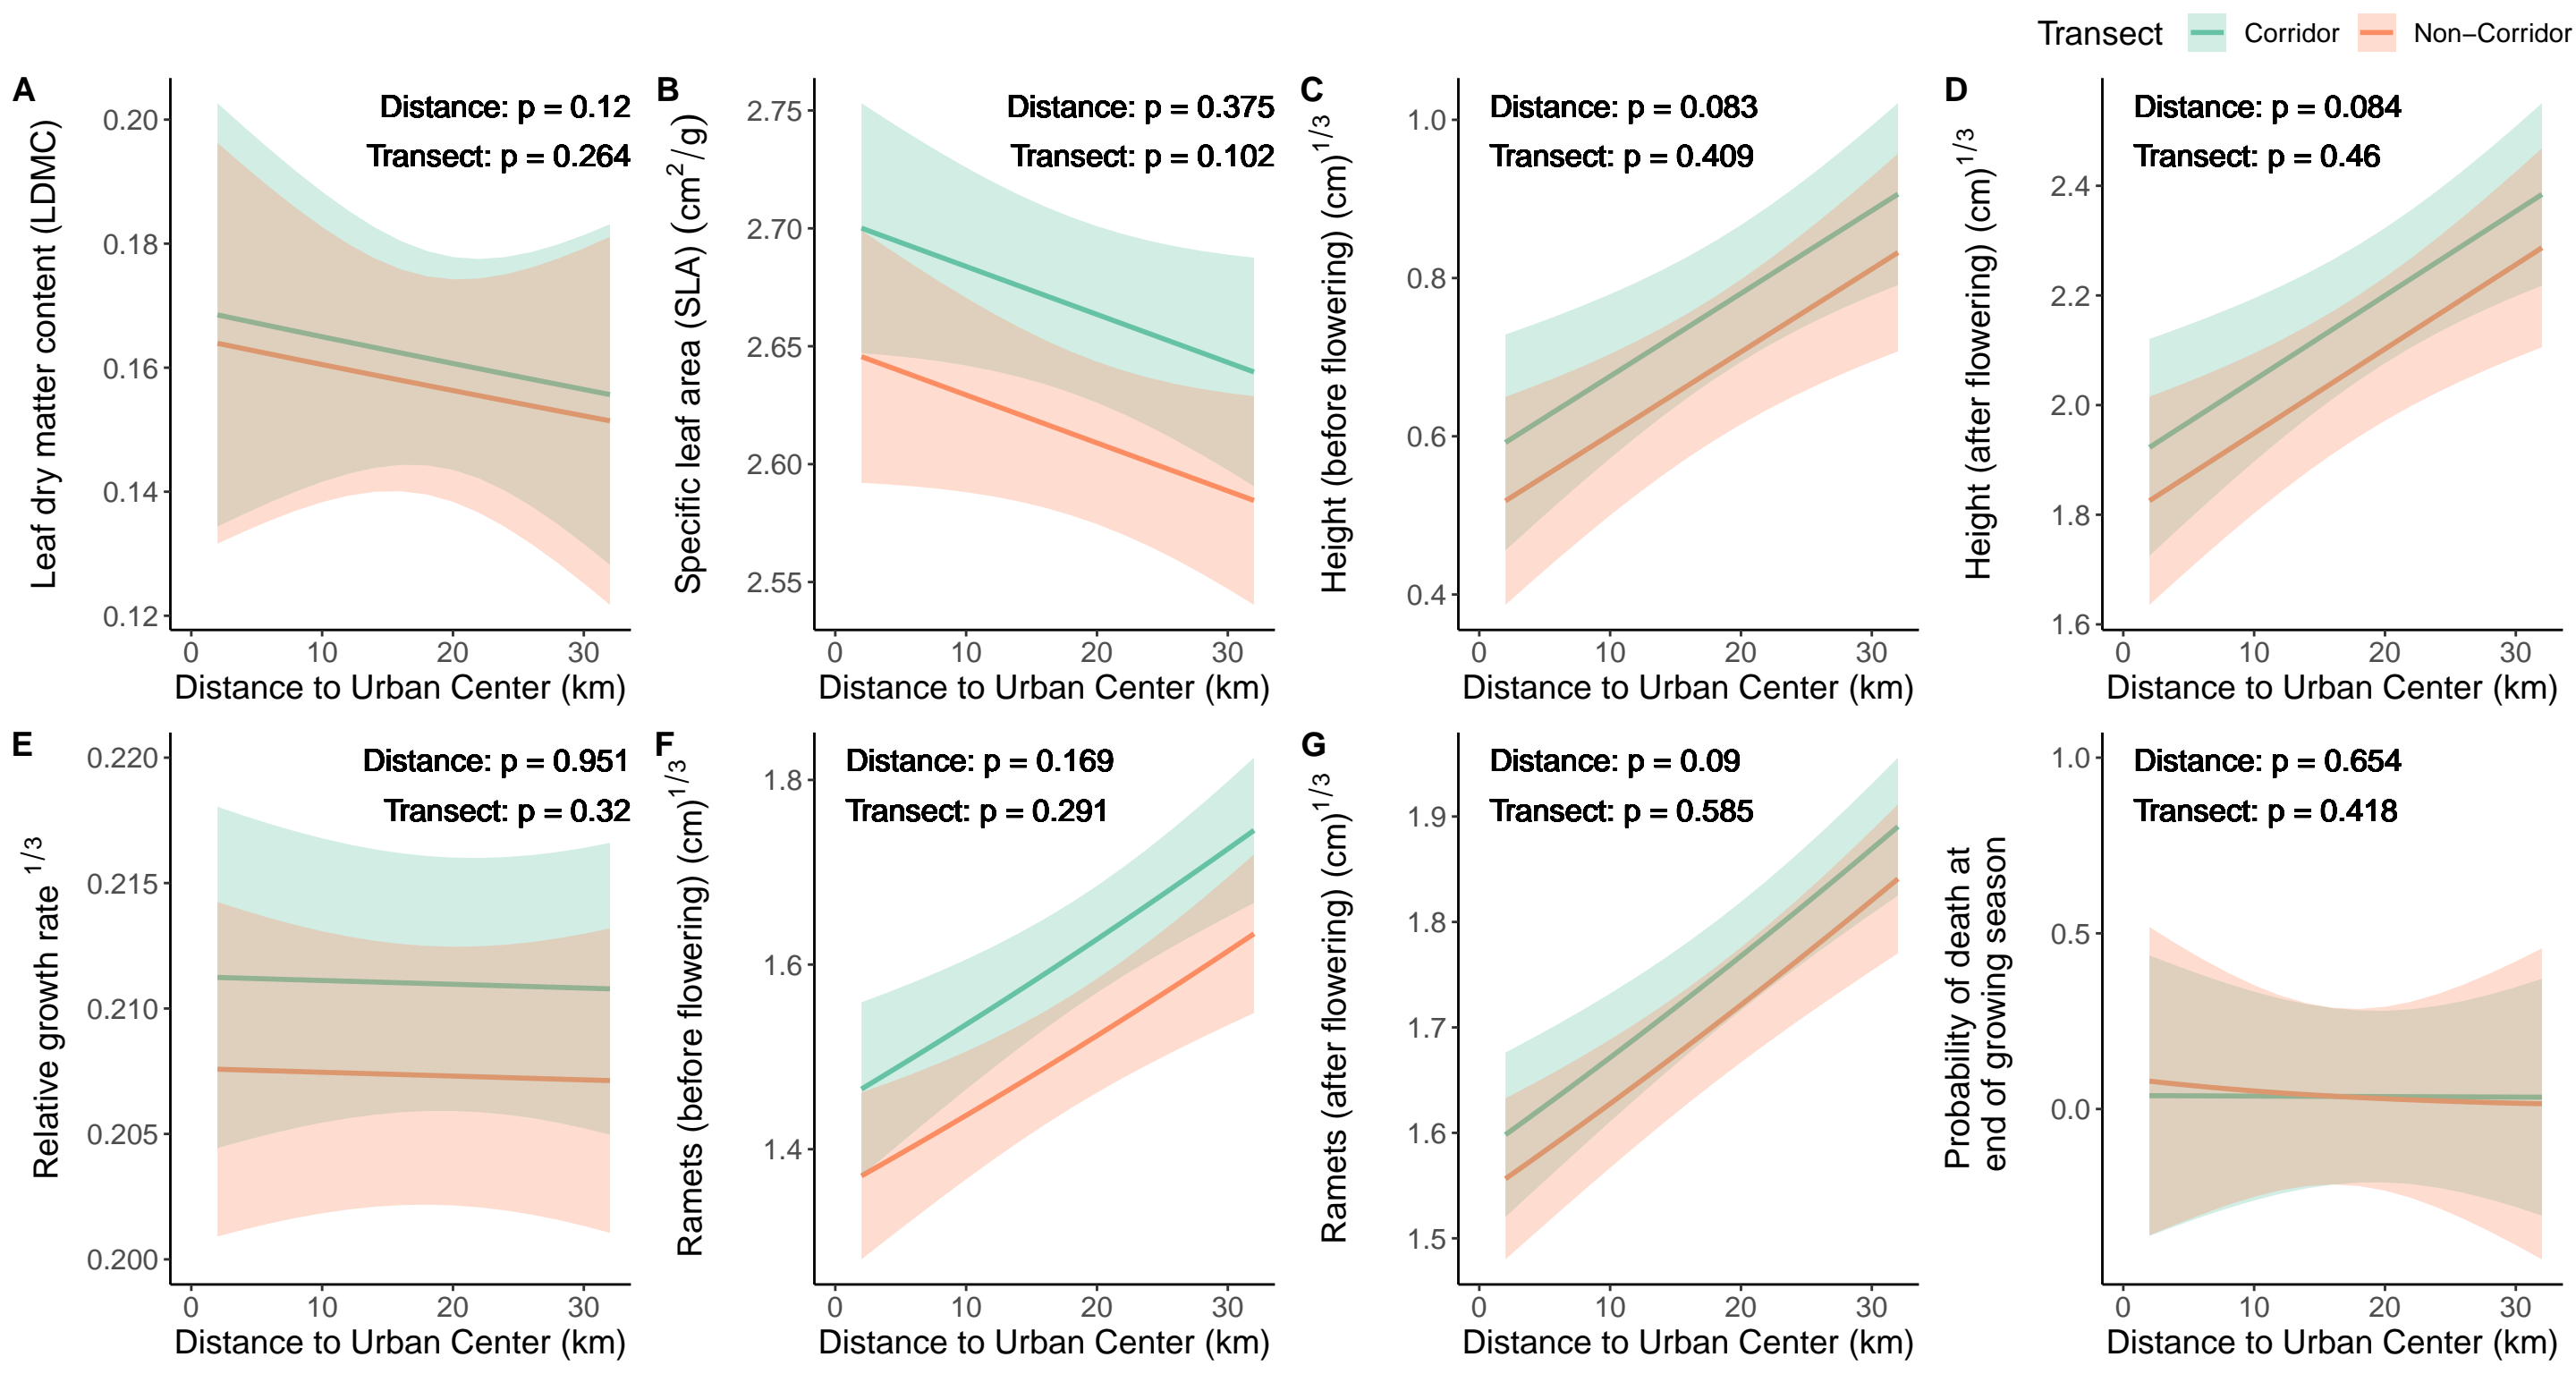 Transect Corridor Non−Corridor
A
Leaf dry matter content (LDMC)
0.20
0.18
0.16
0.14
0.12
Distance: p = 0.12
Transect: p = 0.264
0 10 20 30
Distance to Urban Center (km)
B
Specific leaf area (SLA) (cm²/g)
2.75
2.70
2.65
2.60
2.55
Distance: p = 0.375
Transect: p = 0.102
0 10 20 30
Distance to Urban Center (km)
C
Height (before flowering) (cm)^1/3
1.0
0.8
0.6
0.4
Distance: p = 0.083
Transect: p = 0.409
0 10 20 30
Distance to Urban Center (km)
D
Height (after flowering) (cm)^1/3
2.4
2.2
2.0
1.8
1.6
Distance: p = 0.084
Transect: p = 0.46
0 10 20 30
Distance to Urban Center (km)
E
Relative growth rate ^1/3
0.220
0.215
0.210
0.205
0.200
Distance: p = 0.951
Transect: p = 0.32
0 10 20 30
Distance to Urban Center (km)
F
Ramets (before flowering) (cm)^1/3
1.8
1.6
1.4
Distance: p = 0.169
Transect: p = 0.291
0 10 20 30
Distance to Urban Center (km)
G
Ramets (after flowering) (cm)^1/3
1.9
1.8
1.7
1.6
1.5
Distance: p = 0.09
Transect: p = 0.585
0 10 20 30
Distance to Urban Center (km)
Probability of death at
end of growing season
1.0
0.5
0.0
Distance: p = 0.654
Transect: p = 0.418
0 10 20 30
Distance to Urban Center (km)